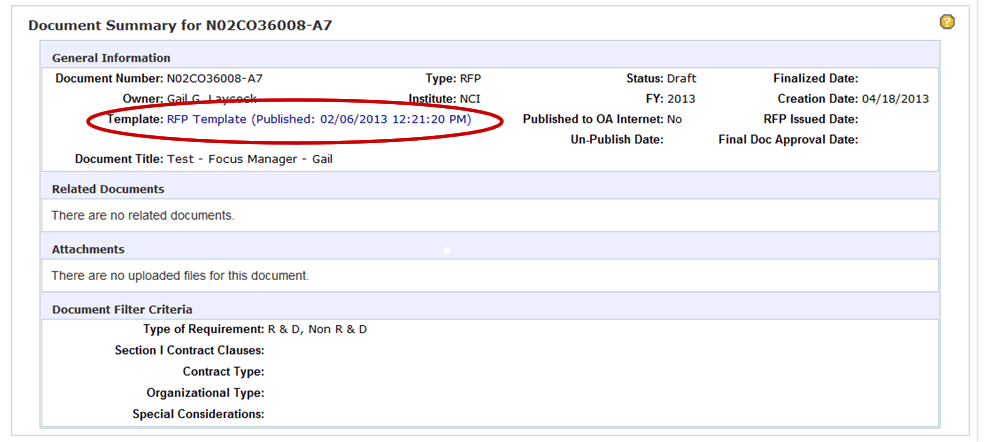 Document Summary for N02CO36008-A7
General Information
Document Number: N02CO36008-A7 Type: RFP Status: Draft Finalized Date:
Owner: Gail G. Laycock Institute: NCI FY: 2013 Creation Date: 04/18/2013
Template: RFP Template (Published: 02/06/2013 12:21:20 PM) Published to OA Internet: No RFP Issued Date:
Un-Publish Date: Final Doc Approval Date:
Document Title: Test - Focus Manager - Gail
Related Documents
There are no related documents.
Attachments
There are no uploaded files for this document.
Document Filter Criteria
Type of Requirement: R & D, Non R & D
Section I Contract Clauses:
Contract Type:
Organizational Type:
Special Considerations: